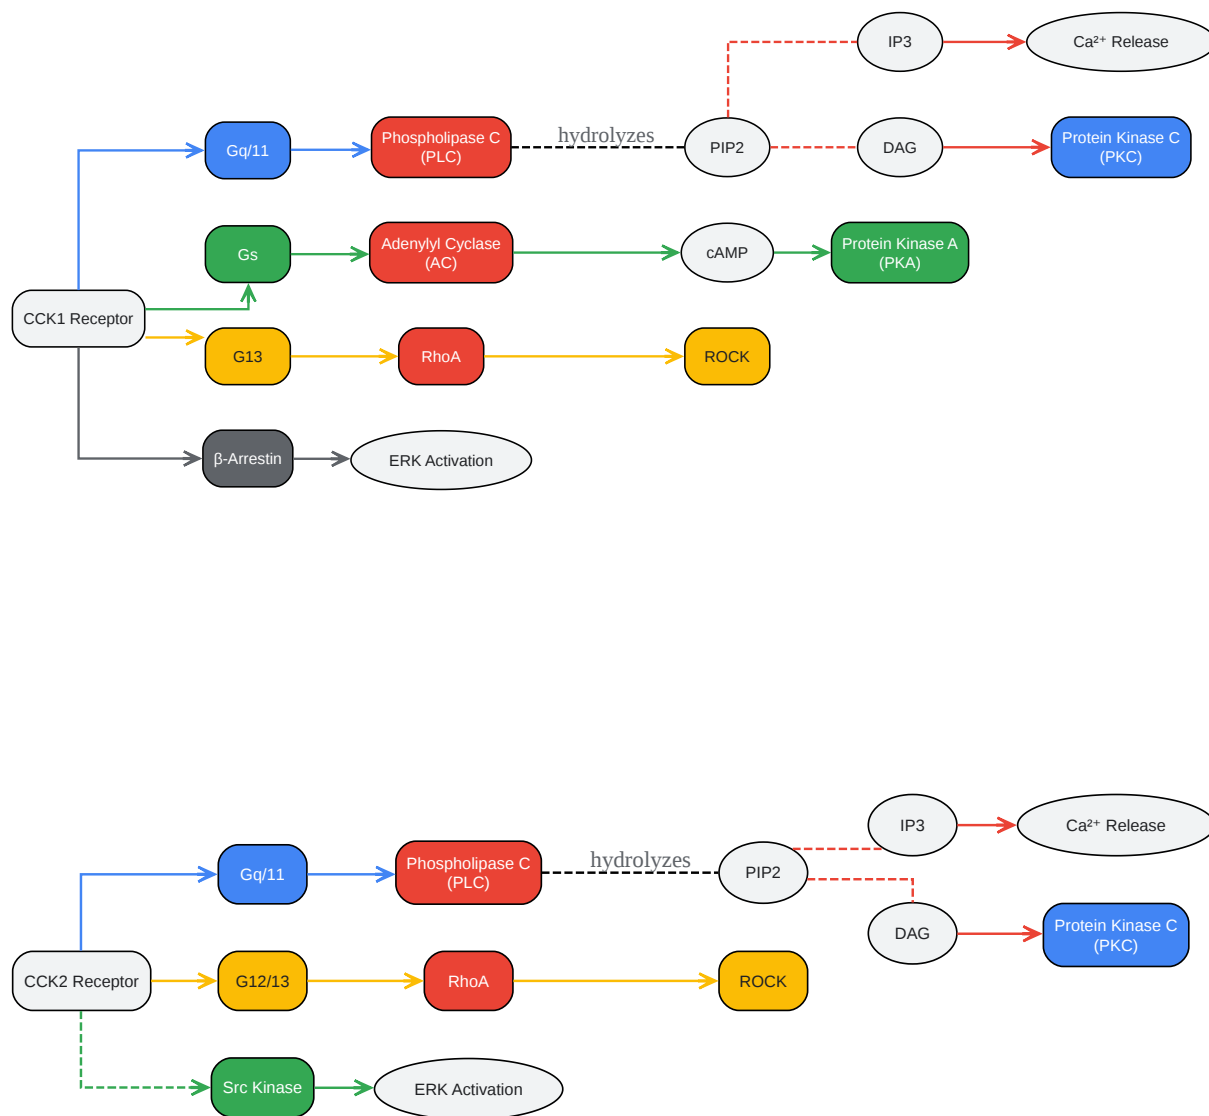 IP3
Ca²⁺ Release
Gq/11
Phospholipase C
(PLC)
hydrolyzes
PIP2
DAG
Protein Kinase C
(PKC)
Gs
Adenylyl Cyclase
(AC)
cAMP
Protein Kinase A
(PKA)
CCK1 Receptor
G13
RhoA
ROCK
β-Arrestin
ERK Activation
IP3
Ca²⁺ Release
Gq/11
Phospholipase C
(PLC)
hydrolyzes
PIP2
DAG
Protein Kinase C
(PKC)
CCK2 Receptor
G12/13
RhoA
ROCK
Src Kinase
ERK Activation